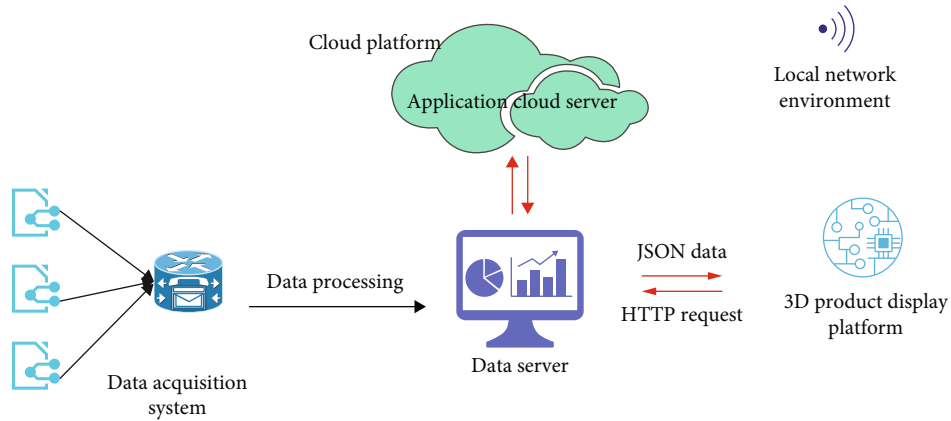 Cloud platform
Application cloud server
Local network
environment
Data processing
JSON data
HTTP request
3D product display
platform
Data server
Data acquisition
system